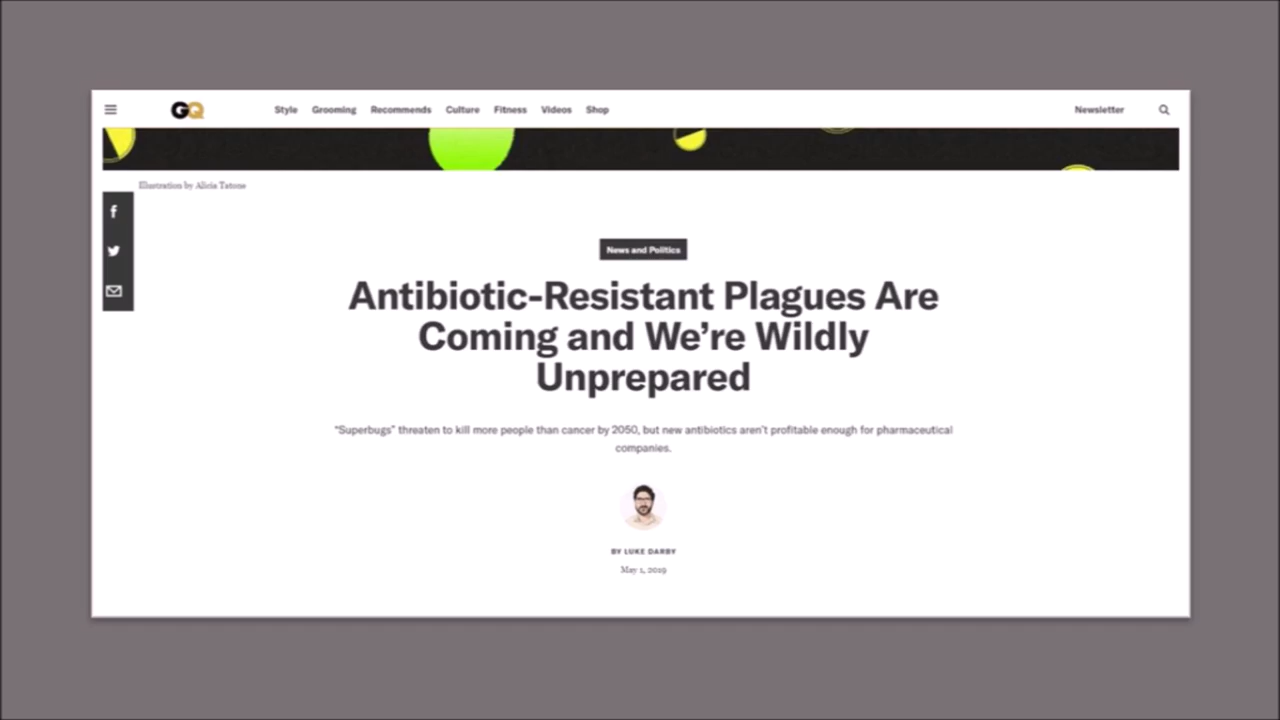 GQ
Style Grooming Recommends Culture Fitness Videos Shop
Newsletter
Illustration by Alicia Tatone
News and Politics
Antibiotic-Resistant Plagues Are
Coming and We're Wildly
Unprepared
"Superbugs" threaten to kill more people than cancer by 2050, but new antibiotics aren't profitable enough for pharmaceutical
companies.
BY LUKE DARBY
May 1, 2019